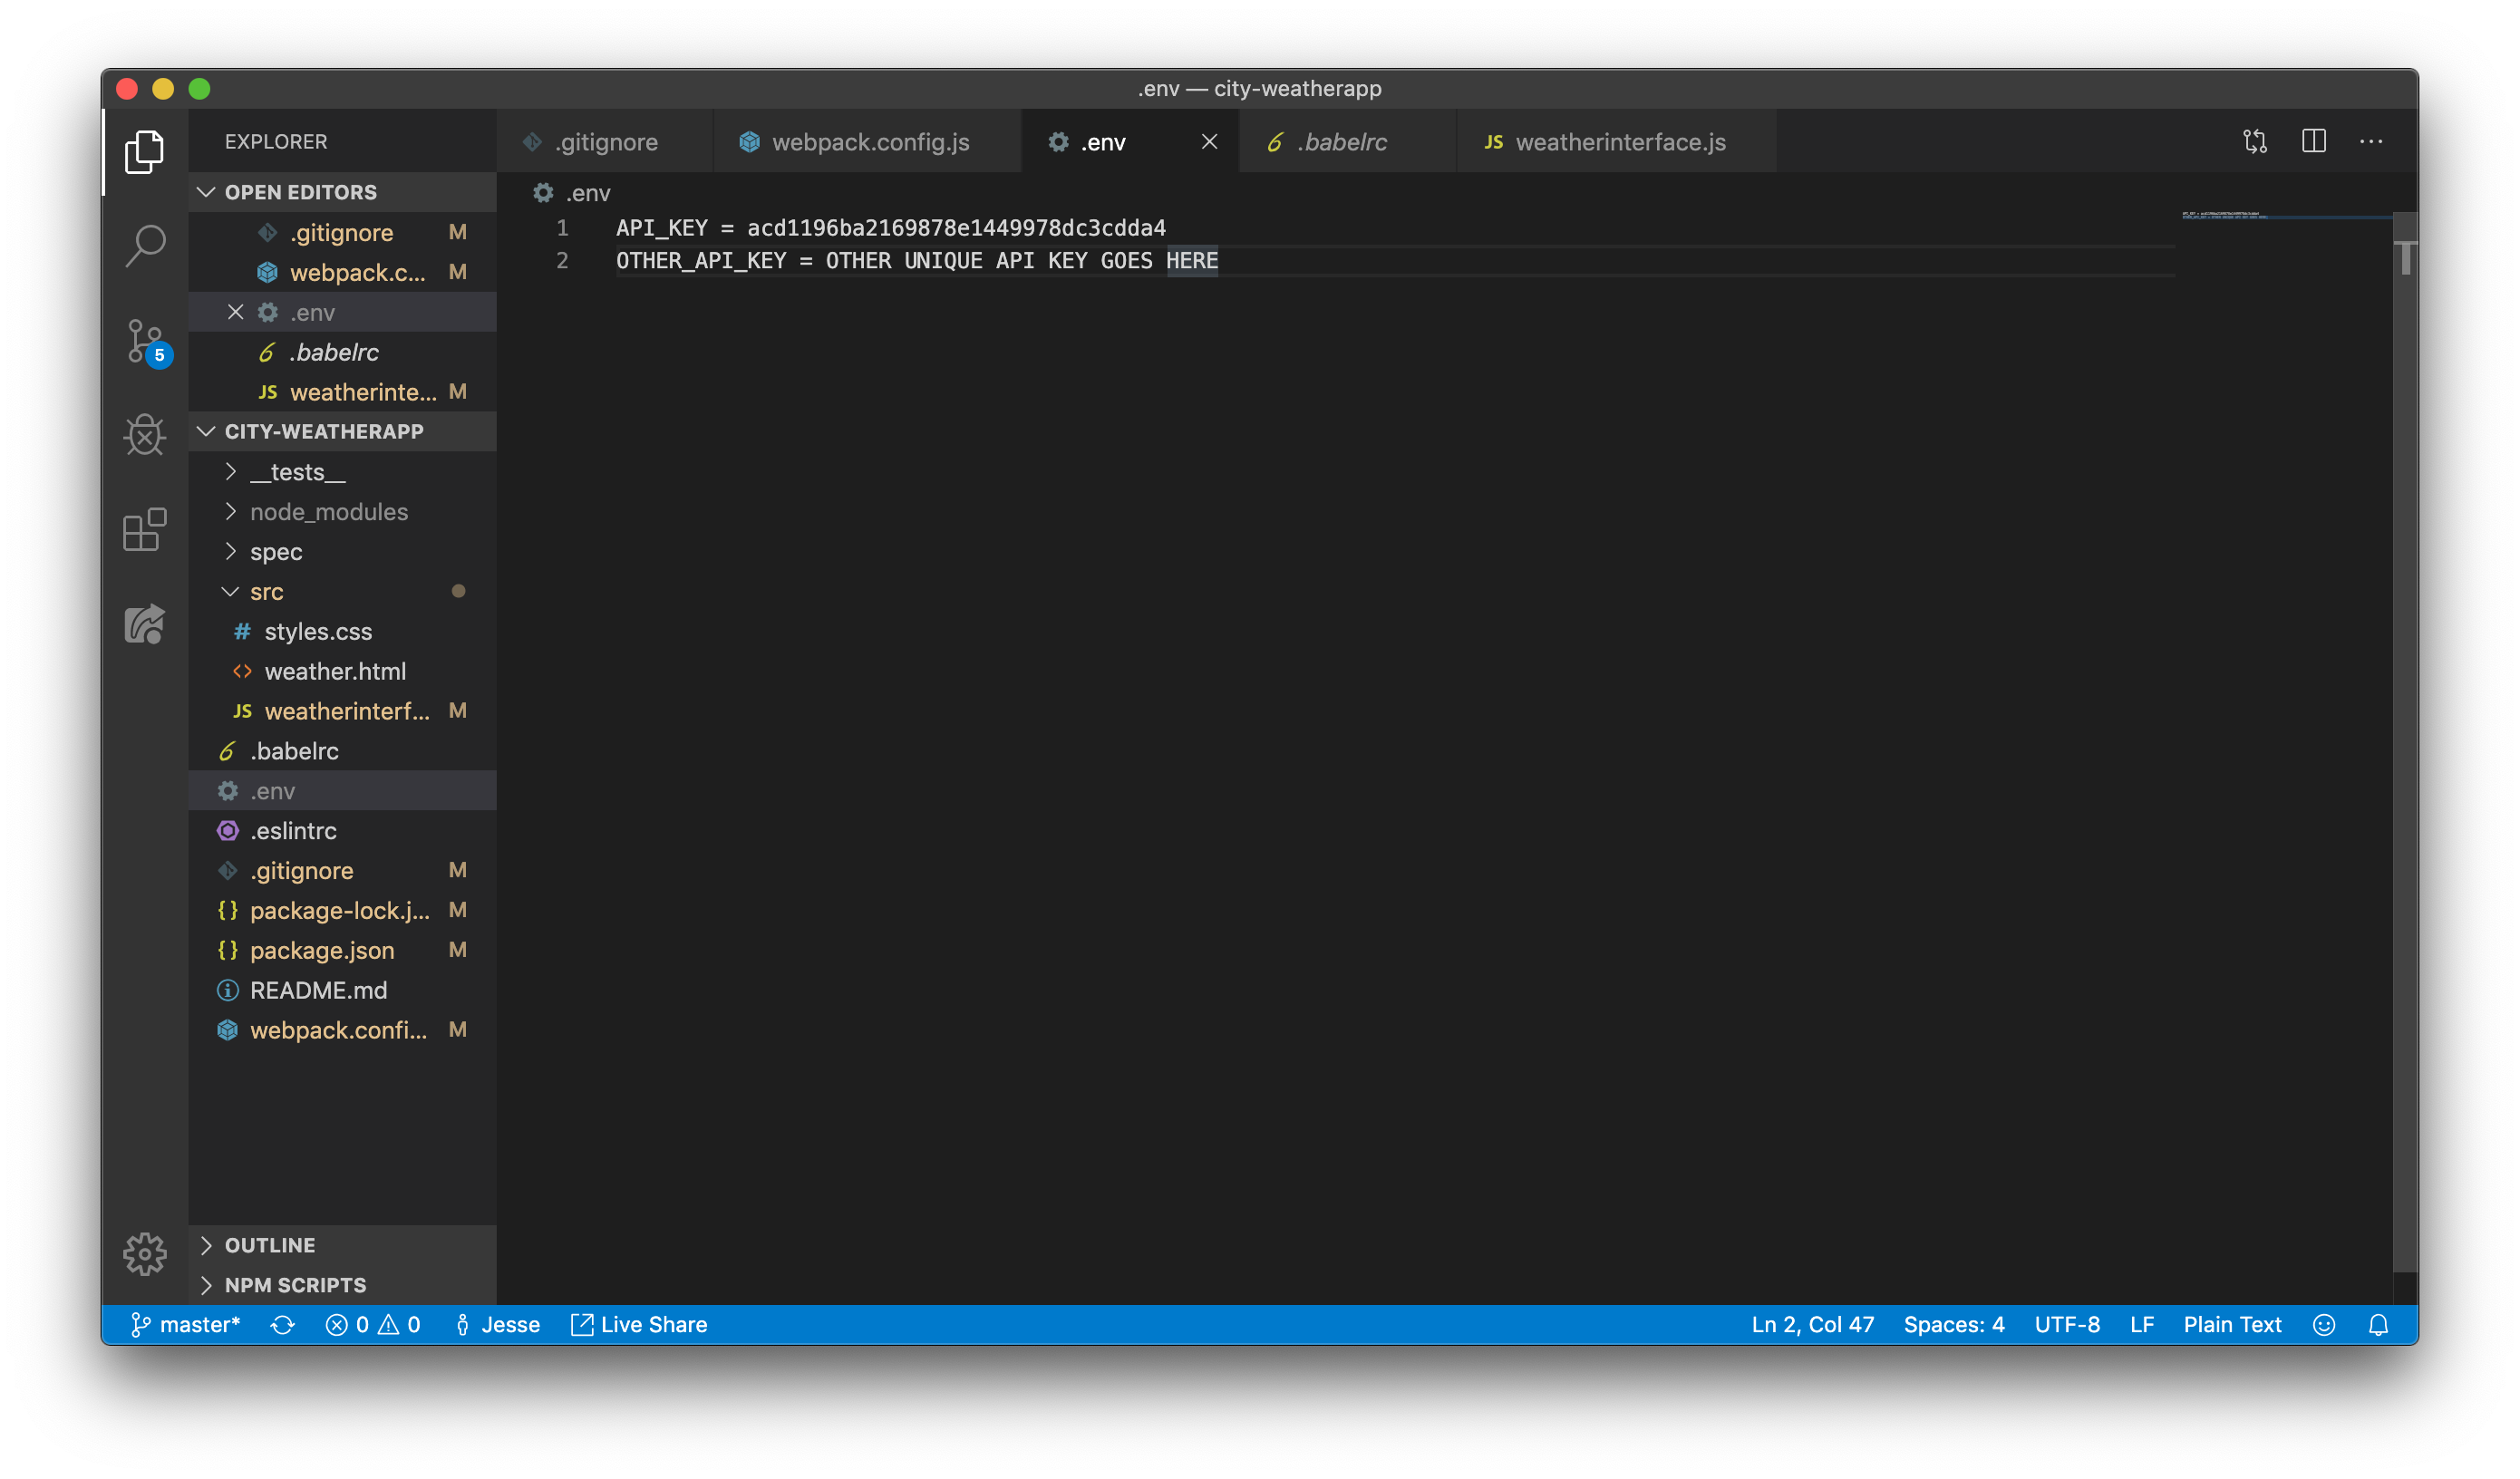 .env — city-weatherapp
EXPLORER
.gitignore
webpack.config.js
.env
.babelrc
JS weatherinterface.js
OPEN EDITORS
.gitignore M
webpack.c... M
.env
.babelrc
JS weatherinte... M
CITY-WEATHERAPP
__tests__
node_modules
spec
src
# styles.css
<> weather.html
JS weatherinterf... M
.babelrc
.env
.eslintrc
.gitignore M
{} package-lock.j... M
{} package.json M
README.md
webpack.confi... M
OUTLINE
NPM SCRIPTS
5
.env
1 API_KEY = acd1196ba2169878e1449978dc3cdda4
2 OTHER_API_KEY = OTHER UNIQUE API KEY GOES HERE
master* 0 0 Jesse Live Share Ln 2, Col 47 Spaces: 4 UTF-8 LF Plain Text